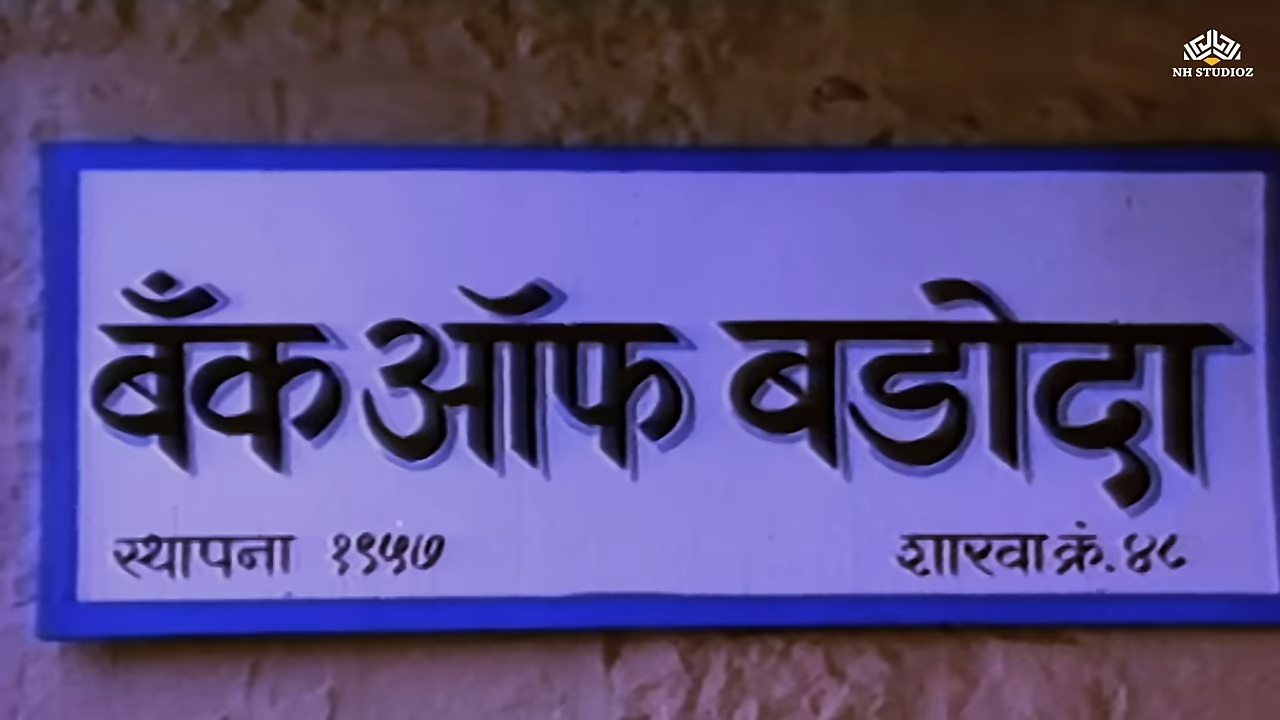 NH STUDIOZ
बँक ऑफ बडोदा
स्थापना १९५७ शाखा क्रं. ४८